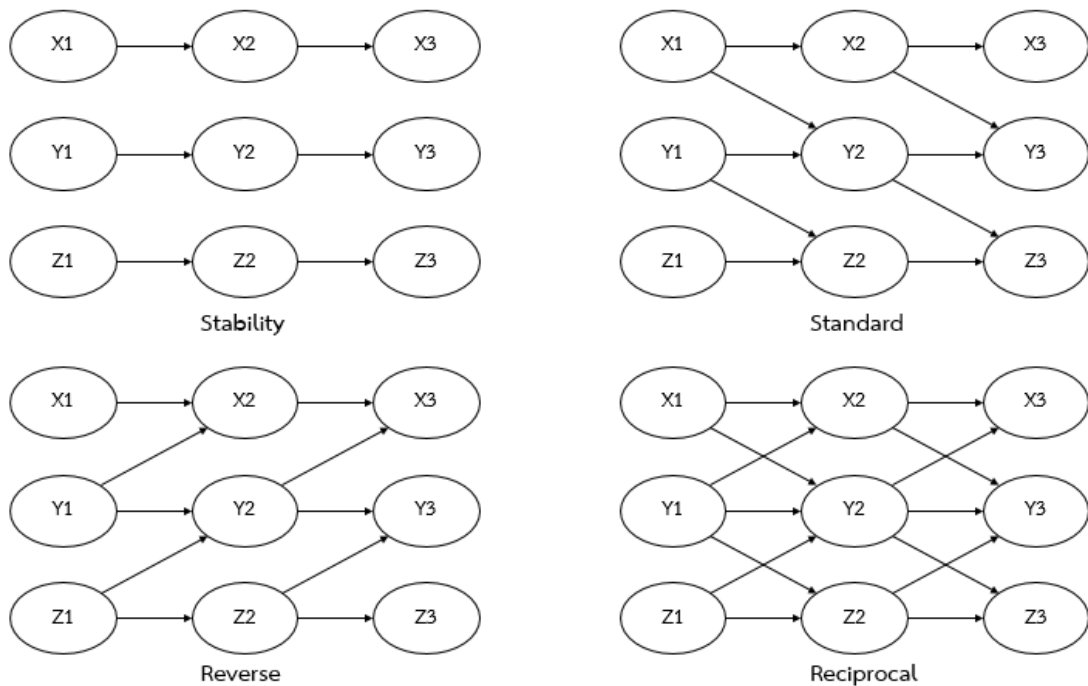 X1 X2 X3
Y1 Y2 Y3
Z1 Z2 Z3
Stability
X1 X2 X3
Y1 Y2 Y3
Z1 Z2 Z3
Standard
X1 X2 X3
Y1 Y2 Y3
Z1 Z2 Z3
Reverse
X1 X2 X3
Y1 Y2 Y3
Z1 Z2 Z3
Reciprocal